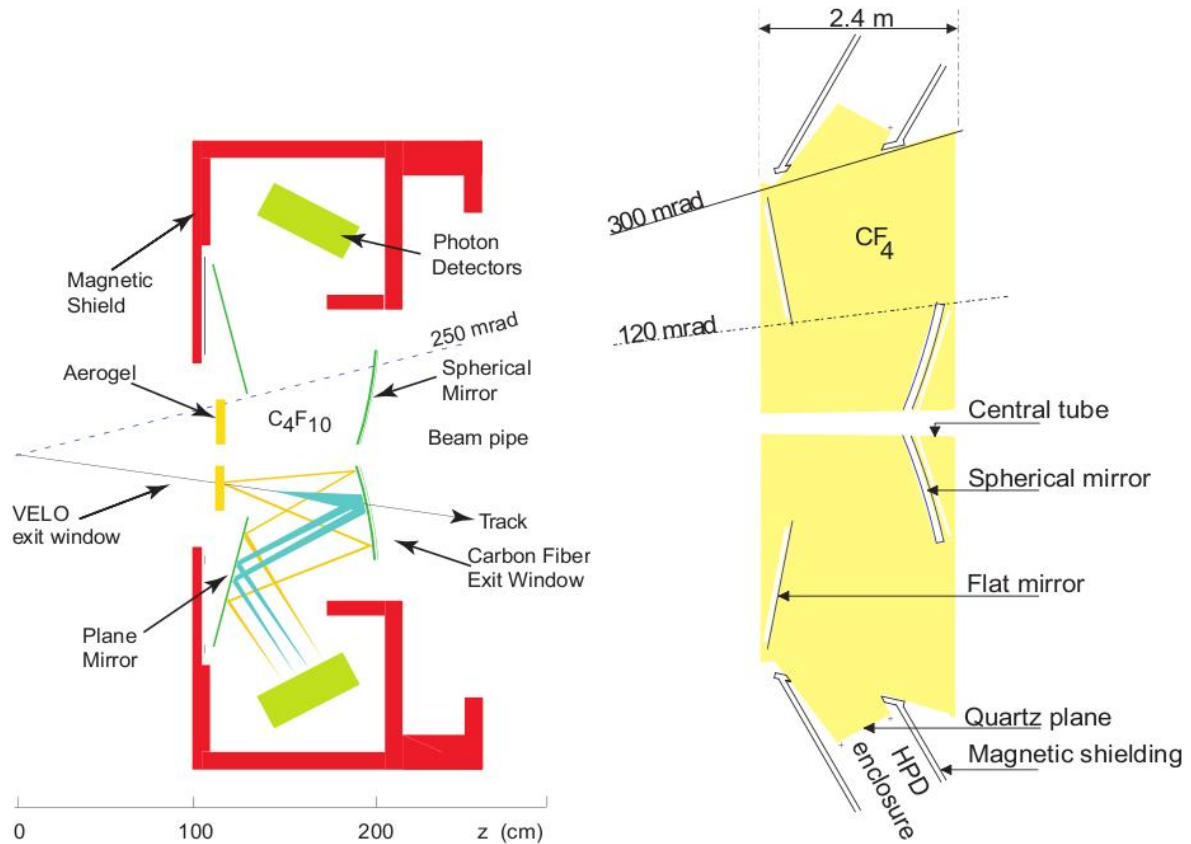 Magnetic
Shield
Photon
Detectors
250 mrad
Aerogel
Spherical
Mirror
C4F10
Beam pipe
VELO
exit window
Track
Carbon Fiber
Exit Window
Plane
Mirror
0
100
200
z (cm)
2.4 m
300 mrad
CF4
120 mrad
Central tube
Spherical mirror
Flat mirror
Quartz plane
Magnetic shielding
HPD
enclosure